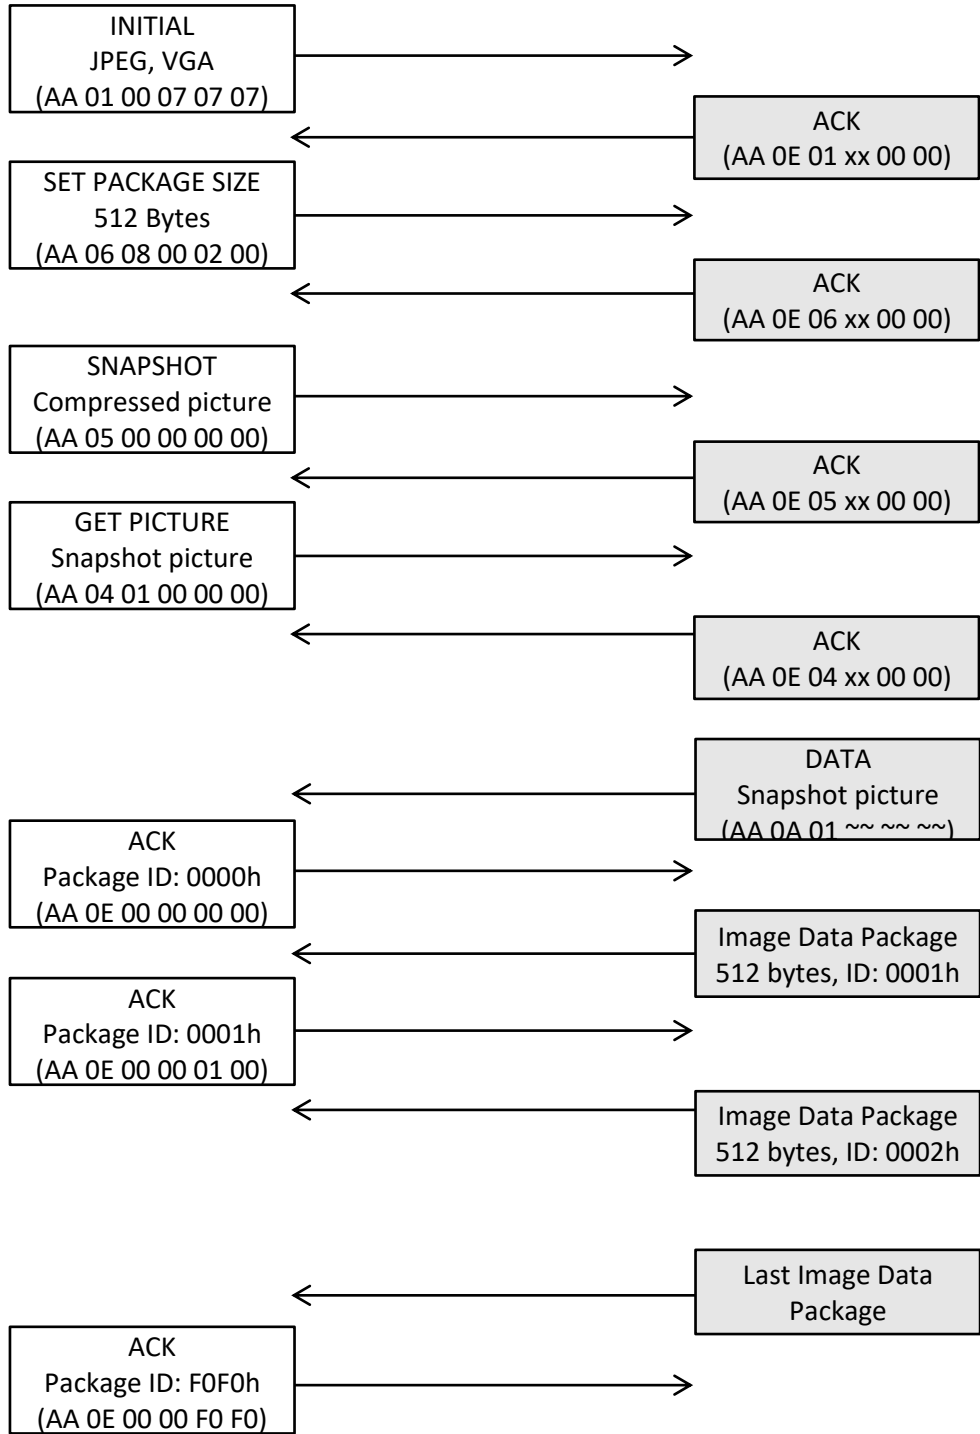 INITIAL
JPEG, VGA
(AA 01 00 07 07 07)
ACK
(AA 0E 01 xx 00 00)
SET PACKAGE SIZE
512 Bytes
(AA 06 08 00 02 00)
ACK
(AA 0E 06 xx 00 00)
SNAPSHOT
Compressed picture
(AA 05 00 00 00 00)
ACK
(AA 0E 05 xx 00 00)
GET PICTURE
Snapshot picture
(AA 04 01 00 00 00)
ACK
(AA 0E 04 xx 00 00)
DATA
Snapshot picture
(AA 0A 01 ~~ ~~ ~~)
ACK
Package ID: 0000h
(AA 0E 00 00 00 00)
Image Data Package
512 bytes, ID: 0001h
ACK
Package ID: 0001h
(AA 0E 00 00 01 00)
Image Data Package
512 bytes, ID: 0002h
Last Image Data
Package
ACK
Package ID: F0F0h
(AA 0E 00 00 F0 F0)